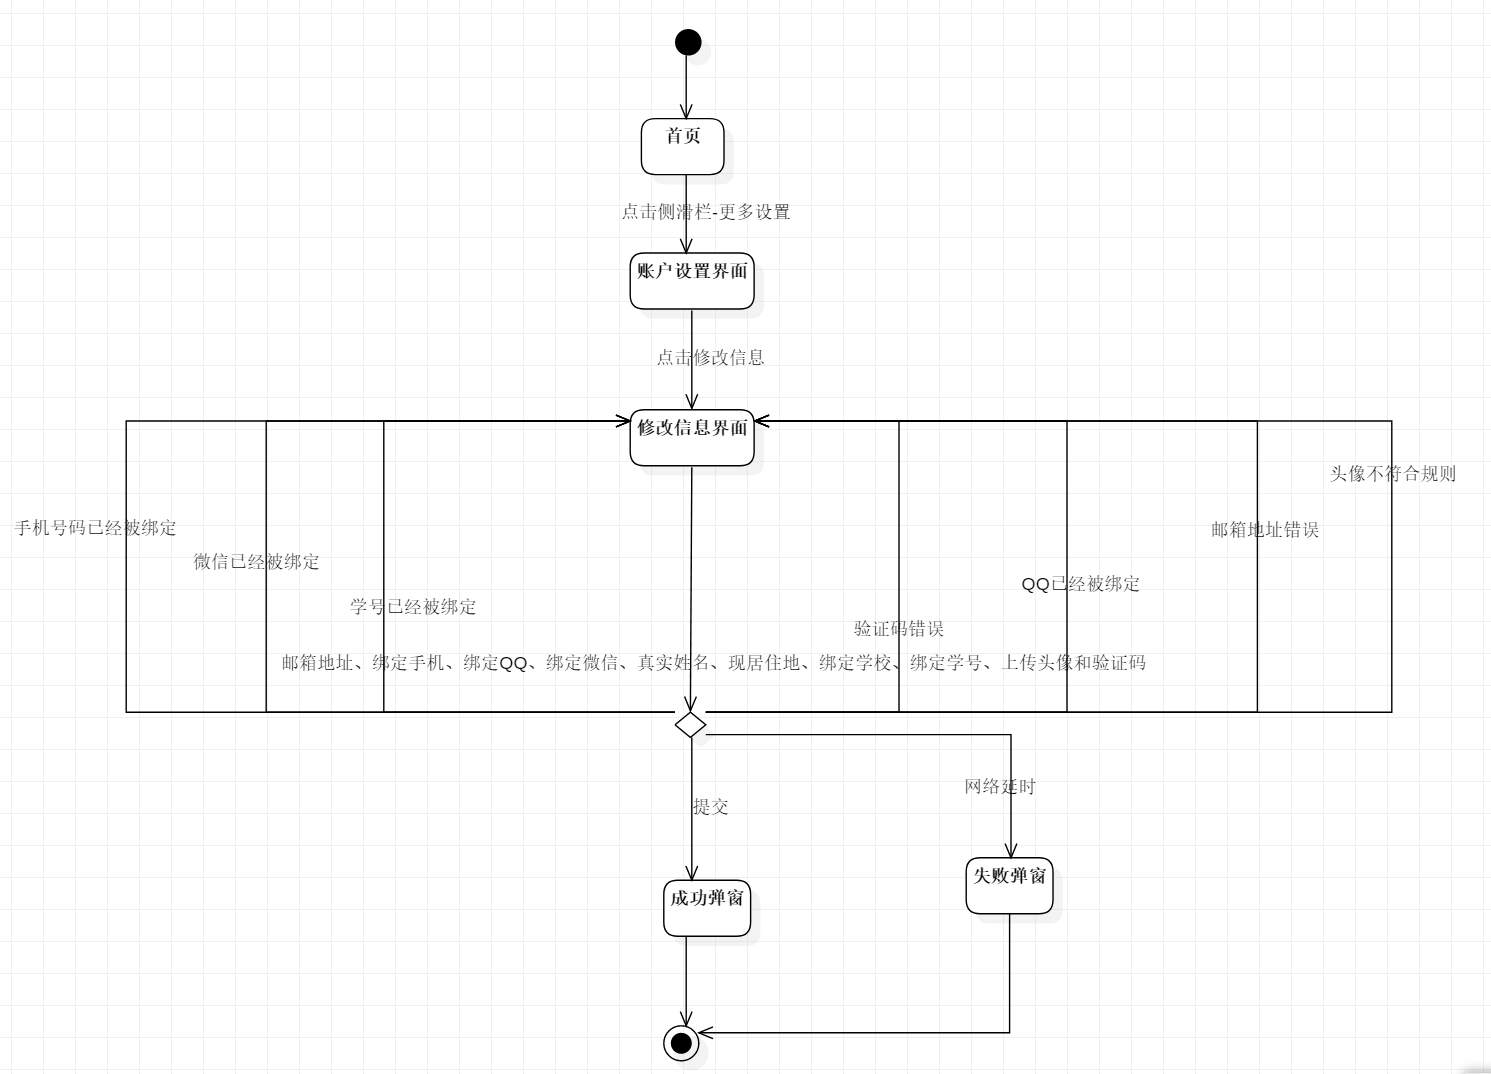 首页
点击侧滑栏-更多设置
账户设置界面
点击修改信息
修改信息界面
头像不符合规则
手机号码已经被绑定
邮箱地址错误
微信已经被绑定
QQ已经被绑定
学号已经被绑定
验证码错误
邮箱地址、绑定手机、绑定QQ、绑定微信、真实姓名、现居住地、绑定学校、绑定学号、上传头像和验证码
网络延时
提交
失败弹窗
成功弹窗